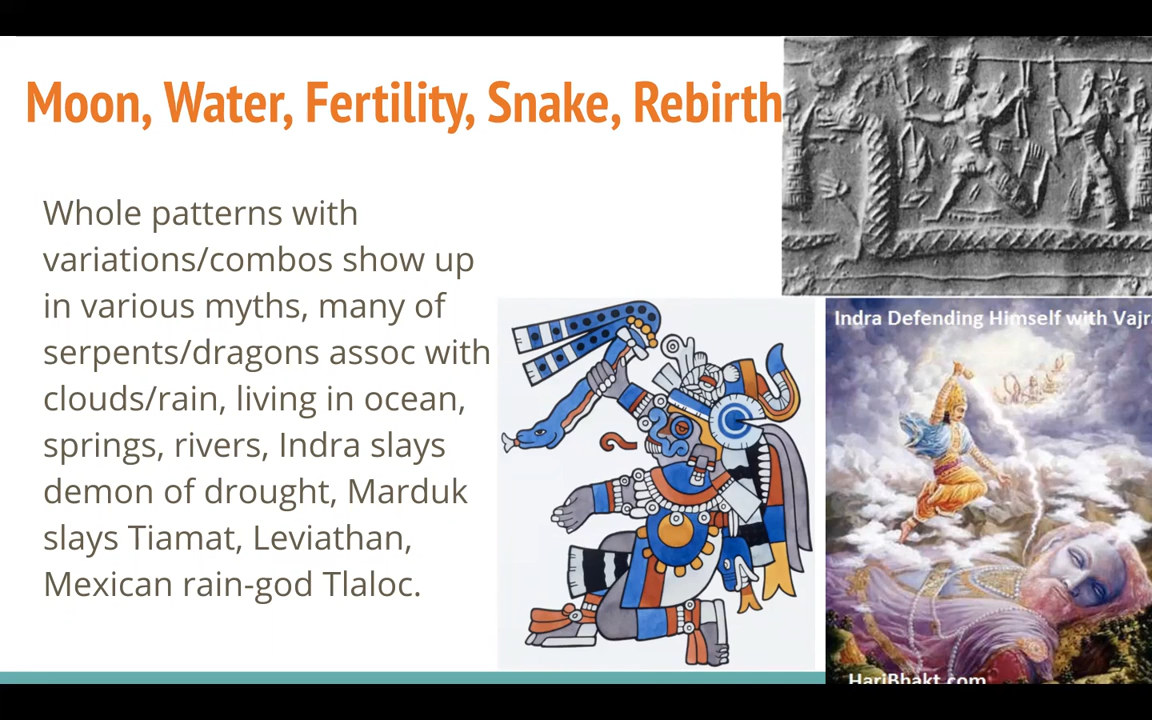 Moon, Water, Fertility, Snake, Rebirth
Whole patterns with
variations/combos show up
in various myths, many of
serpents/dragons assoc with
clouds/rain, living in ocean,
springs, rivers, Indra slays
demon of drought, Marduk
slays Tiamat, Leviathan,
Mexican rain-god Tlaloc.
Indra Defending Himself with Vajr
HariBhakt.com